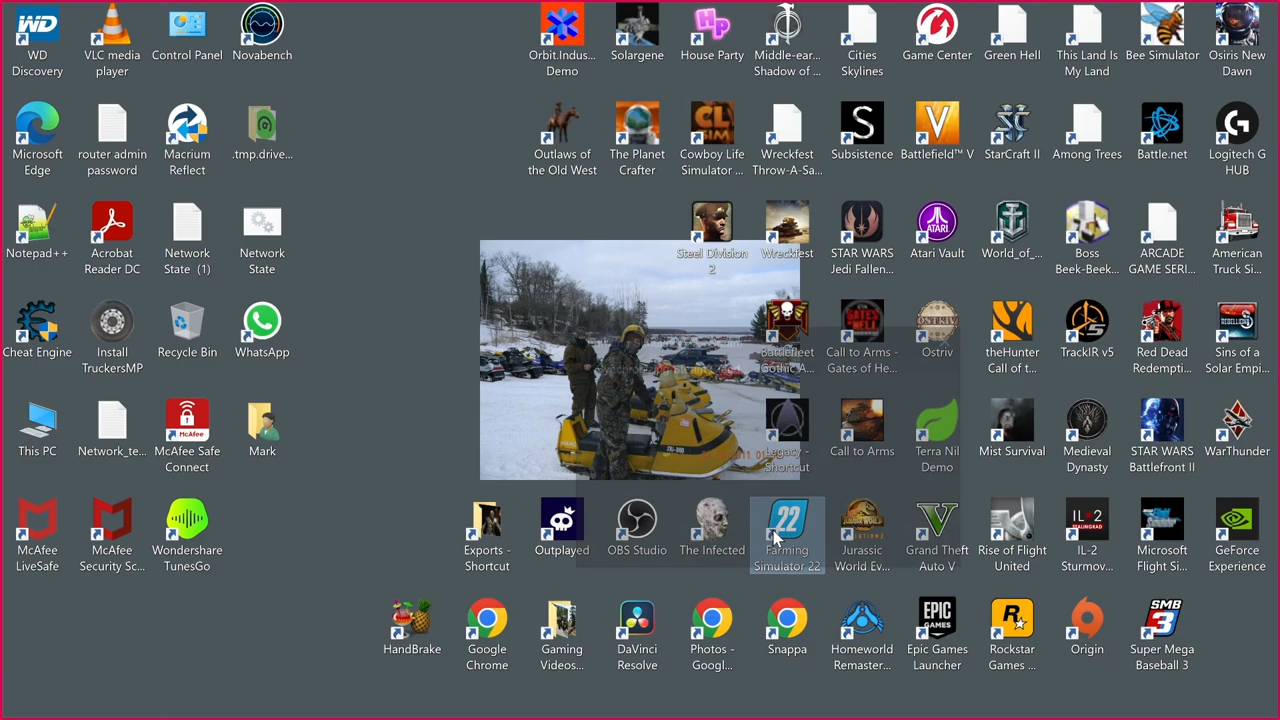 WD
Discovery
VLC media
player
Control Panel
Novabench
Orbit.Indus...
Demo
Solargene
House Party
Middle-ear...
Shadow of ...
Cities
Skylines
Game Center
Green Hell
This Land Is
My Land
Bee Simulator
Osiris New
Dawn
Microsoft
Edge
router admin
password
Macrium
Reflect
.tmp.drive...
Outlaws of
the Old West
The Planet
Crafter
Cowboy Life
Simulator ...
Wreckfest
Throw-A-Sa...
Subsistence
Battlefield™ V
StarCraft II
Among Trees
Battle.net
Logitech G
HUB
Notepad++
Acrobat
Reader DC
Network
State (1)
Network
State
Steel Division
2
Wreckfest
STAR WARS
Jedi Fallen...
Atari Vault
World_of_...
Boss
Beek-Beek...
ARCADE
GAME SERI...
American
Truck Si...
Cheat Engine
Install
TruckersMP
Recycle Bin
WhatsApp
Battlefleet
Gothic A...
Call to Arms -
Gates of He...
Ostriv
theHunter
Call of t...
TrackIR v5
Red Dead
Redempti...
Sins of a
Solar Empi...
This PC
Network_te...
McAfee Safe
Connect
Mark
Legacy -
Shortcut
Call to Arms
Terra Nil
Demo
Mist Survival
Medieval
Dynasty
STAR WARS
Battlefront II
WarThunder
McAfee
LiveSafe
McAfee
Security Sc...
Wondershare
TunesGo
Exports -
Shortcut
Outplayed
OBS Studio
The Infected
Farming
Simulator 22
Jurassic
World Ev...
Grand Theft
Auto V
Rise of Flight
United
IL-2
Sturmov...
Microsoft
Flight Si...
GeForce
Experience
HandBrake
Google
Chrome
Gaming
Videos...
DaVinci
Resolve
Photos -
Googl...
Snappa
Homeworld
Remaster...
Epic Games
Launcher
Rockstar
Games ...
Origin
Super Mega
Baseball 3